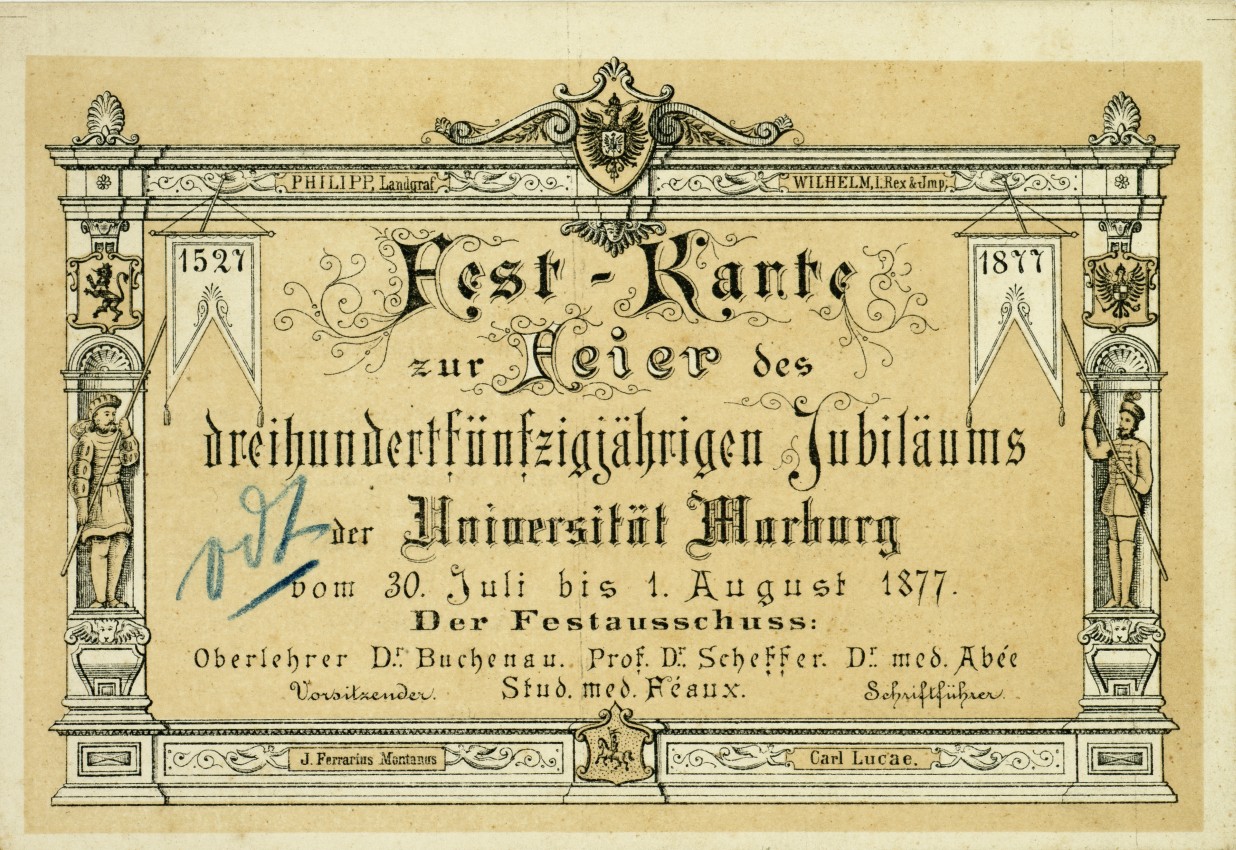 PHILIPP, Landgraf
WILHELM, I. Rex & Imp.
1527
1877
Fest-Karte
zur Feier des
dreihundertfünfzigjährigen Jubiläums
der Universität Marburg
vom 30. Juli bis 1. August 1877.
Der Festausschuss:
Oberlehrer Dr. Buchenau. Prof. Dr. Scheffer. Dr. med. Abée
Vorsitzender. Stud. med. Féaux. Schriftführer.
J. Ferrarius Montanus
Carl Lucae.